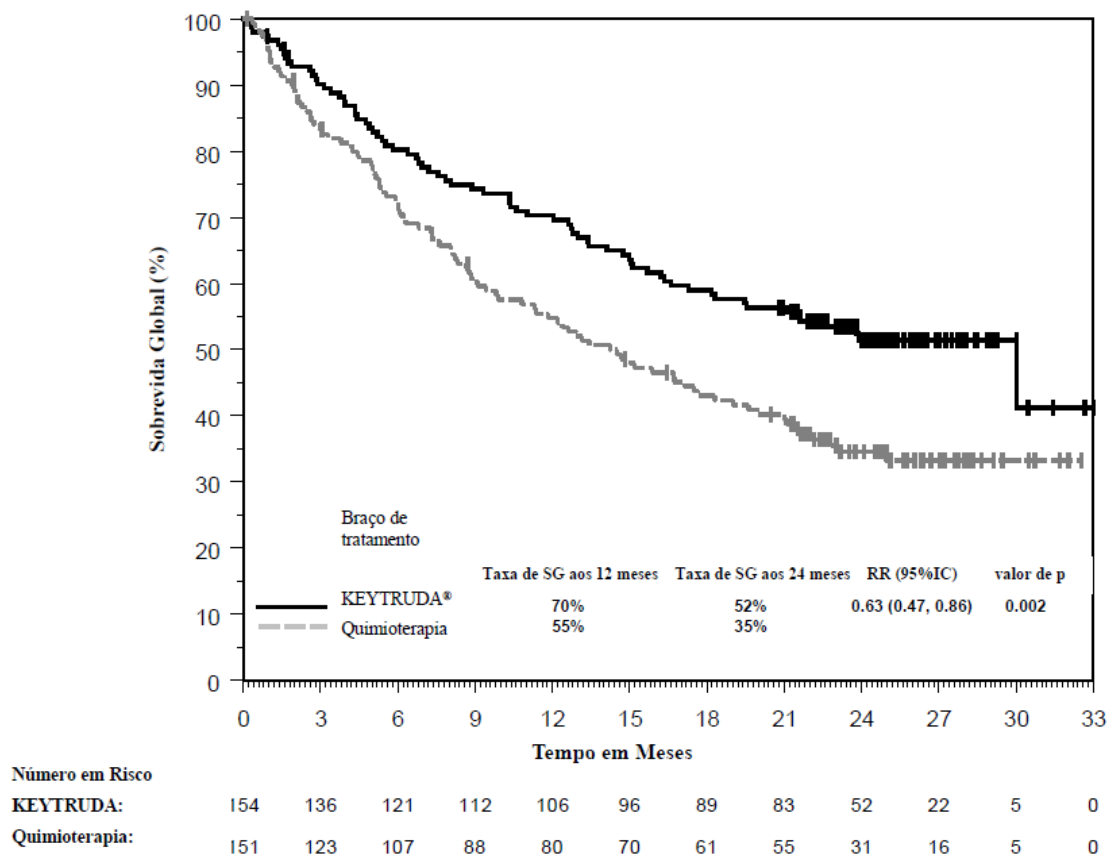 100
90
80
70
60
50
40
30
20
10
0
Sobrevida Global (%)
Braço de
tratamento
Taxa de SG aos 12 meses Taxa de SG aos 24 meses RR (95%IC) valor de p
KEYTRUDA® 70% 52% 0.63 (0.47, 0.86) 0.002
Quimioterapia 55% 35%
0 3 6 9 12 15 18 21 24 27 30 33
Tempo em Meses
Número em Risco
KEYTRUDA: 154 136 121 112 106 96 89 83 52 22 5 0
Quimioterapia: 151 123 107 88 80 70 61 55 31 16 5 0